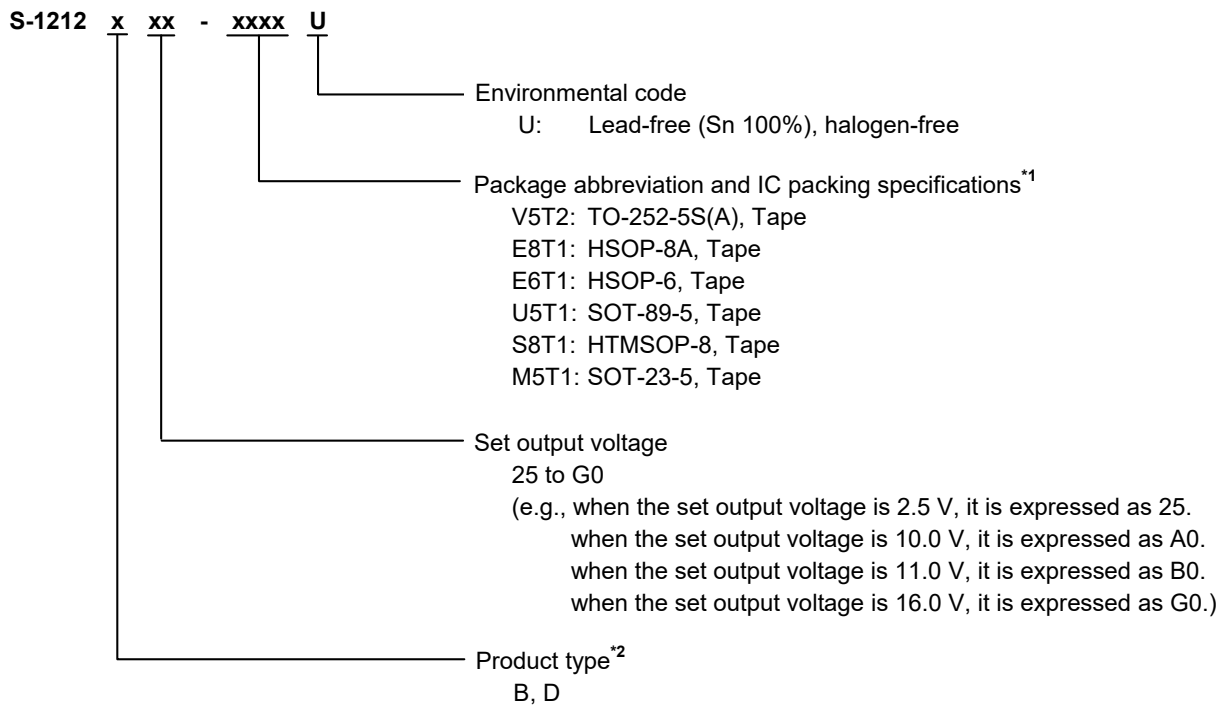 S-1212 x xx - xxxx U
Environmental code
U: Lead-free (Sn 100%), halogen-free
Package abbreviation and IC packing specifications*1
V5T2: TO-252-5S(A), Tape
E8T1: HSOP-8A, Tape
E6T1: HSOP-6, Tape
U5T1: SOT-89-5, Tape
S8T1: HTMSOP-8, Tape
M5T1: SOT-23-5, Tape
Set output voltage
25 to G0
(e.g., when the set output voltage is 2.5 V, it is expressed as 25.
when the set output voltage is 10.0 V, it is expressed as A0.
when the set output voltage is 11.0 V, it is expressed as B0.
when the set output voltage is 16.0 V, it is expressed as G0.)
Product type*2
B, D